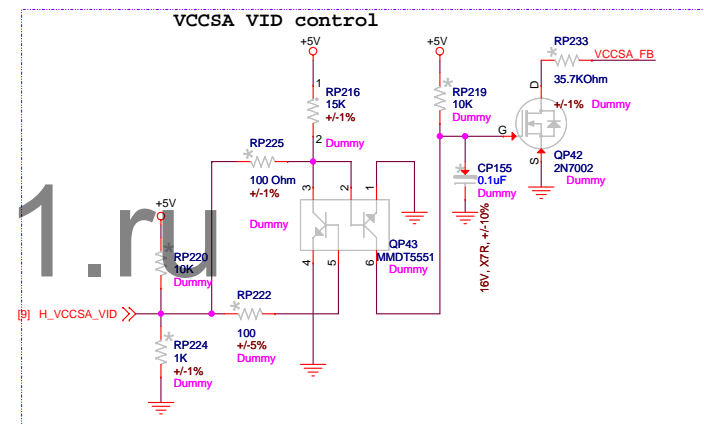 VCCSA VID control
+5V
+5V
RP233
VCCSA_FB
35.7KOhm
+/-1% Dummy
1
RP216
15K
+/-1%
2
Dummy
RP219
10K
Dummy
D
G
S
QP42
2N7002
Dummy
RP225
100 Ohm
+/-1%
Dummy
CP155
0.1uF
Dummy
16V, X7R, +/-10%
3
2
1
4
5
6
QP43
MMDT5551
Dummy
+5V
1.ru
RP220
10K
Dummy
[9] H_VCCSA_VID
RP222
100
+/-5%
Dummy
RP224
1K
+/-1%
Dummy